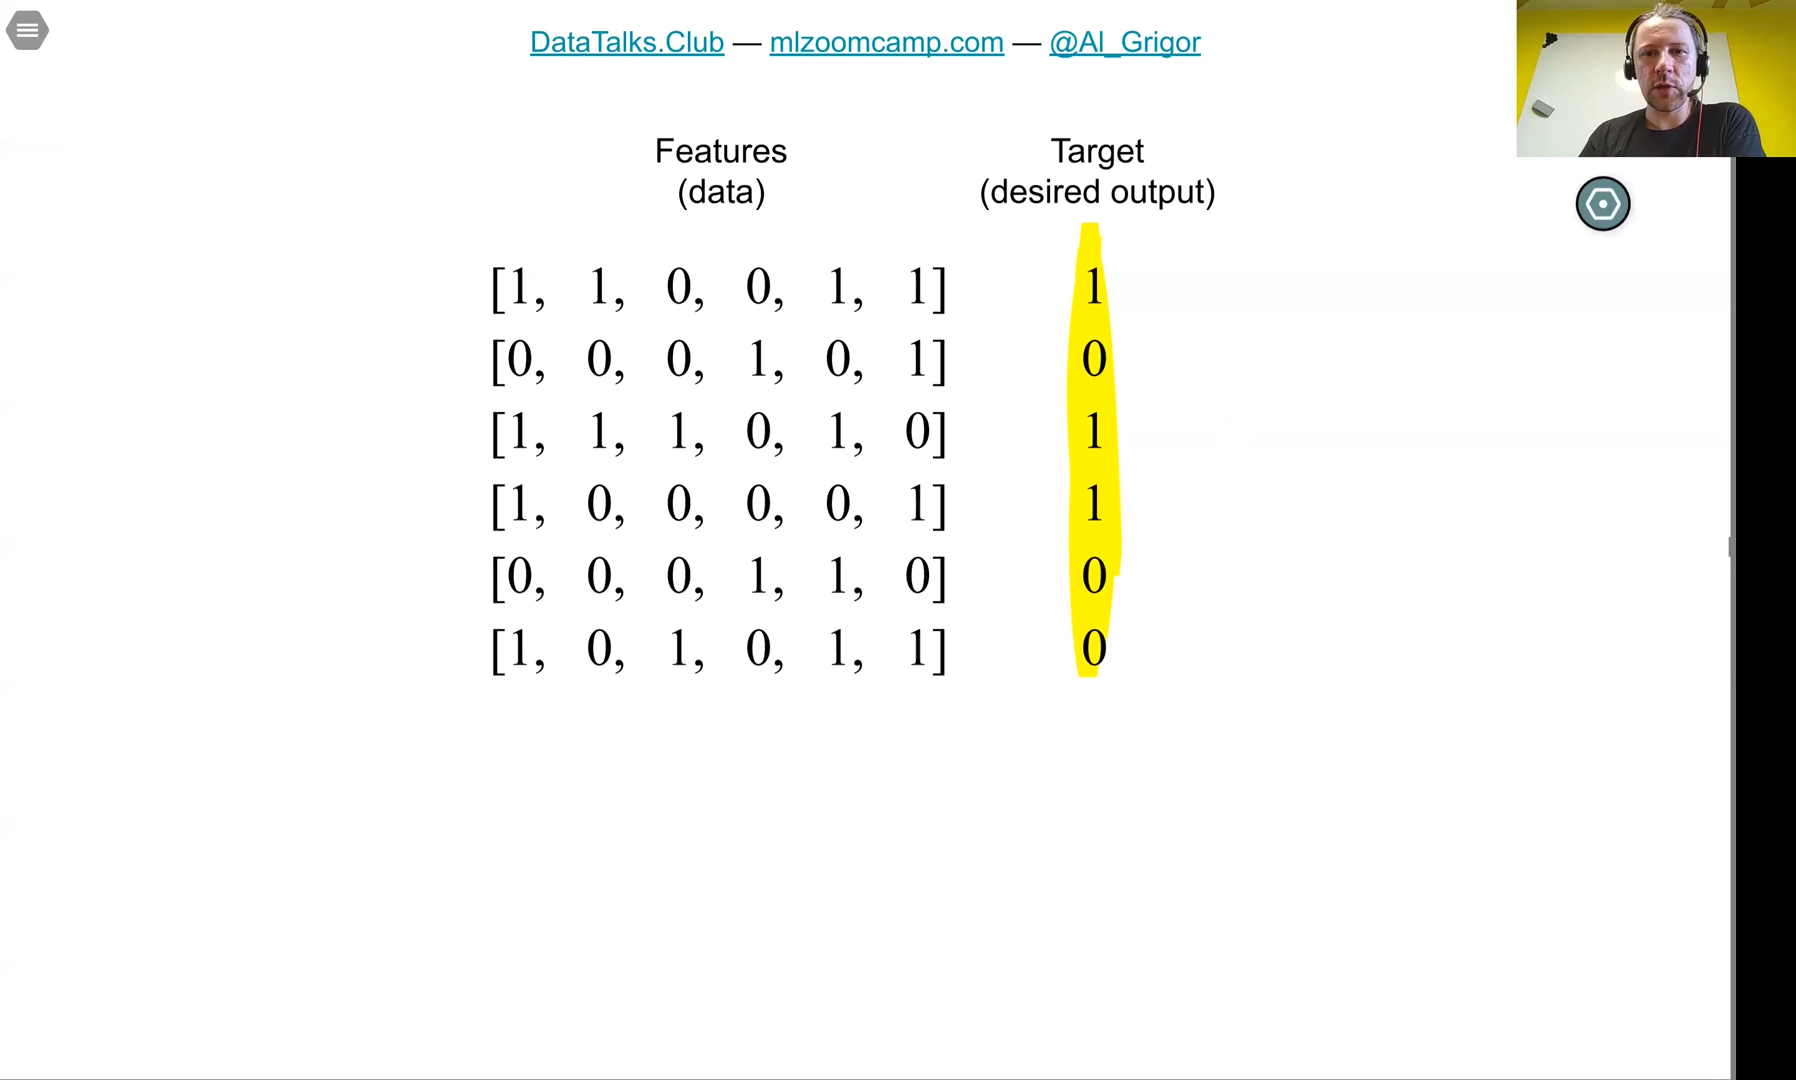 DataTalks.Club — mlzoomcamp.com — @Al_Grigor
Features
(data)
Target
(desired output)
[1, 1, 0, 0, 1, 1] 1
[0, 0, 0, 1, 0, 1] 0
[1, 1, 1, 0, 1, 0] 1
[1, 0, 0, 0, 0, 1] 1
[0, 0, 0, 1, 1, 0] 0
[1, 0, 1, 0, 1, 1] 0